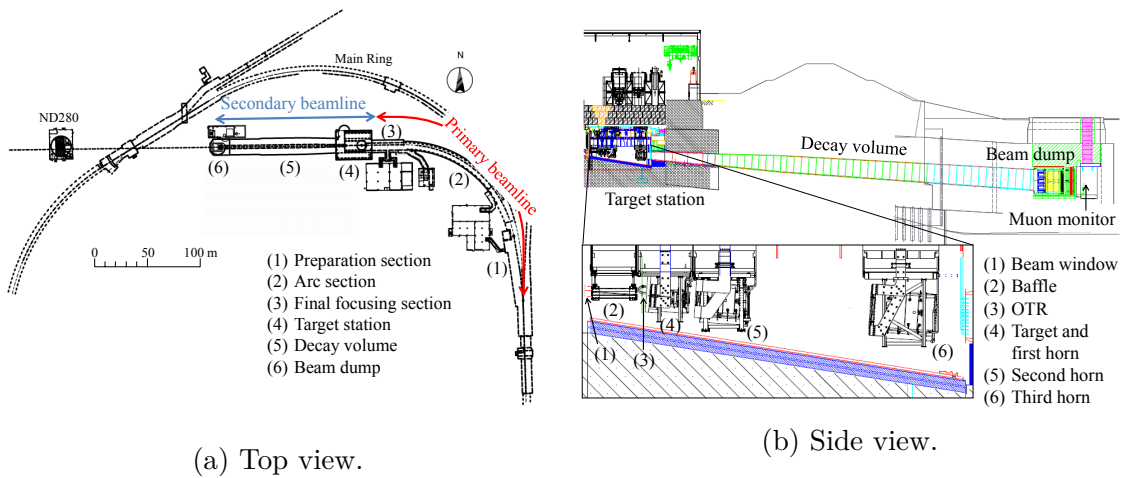 Main Ring
N
ND280
Secondary beamline
Primary beamline
(3)
(6)
(5)
(4)
(2)
(1)
0
50
100 m
(1) Preparation section
(2) Arc section
(3) Final focusing section
(4) Target station
(5) Decay volume
(6) Beam dump
(a) Top view.
Decay volume
Beam dump
Target station
Muon monitor
(2)
(4)
(5)
(6)
(1)
(3)
(1) Beam window
(2) Baffle
(3) OTR
(4) Target and
first horn
(5) Second horn
(6) Third horn
(b) Side view.